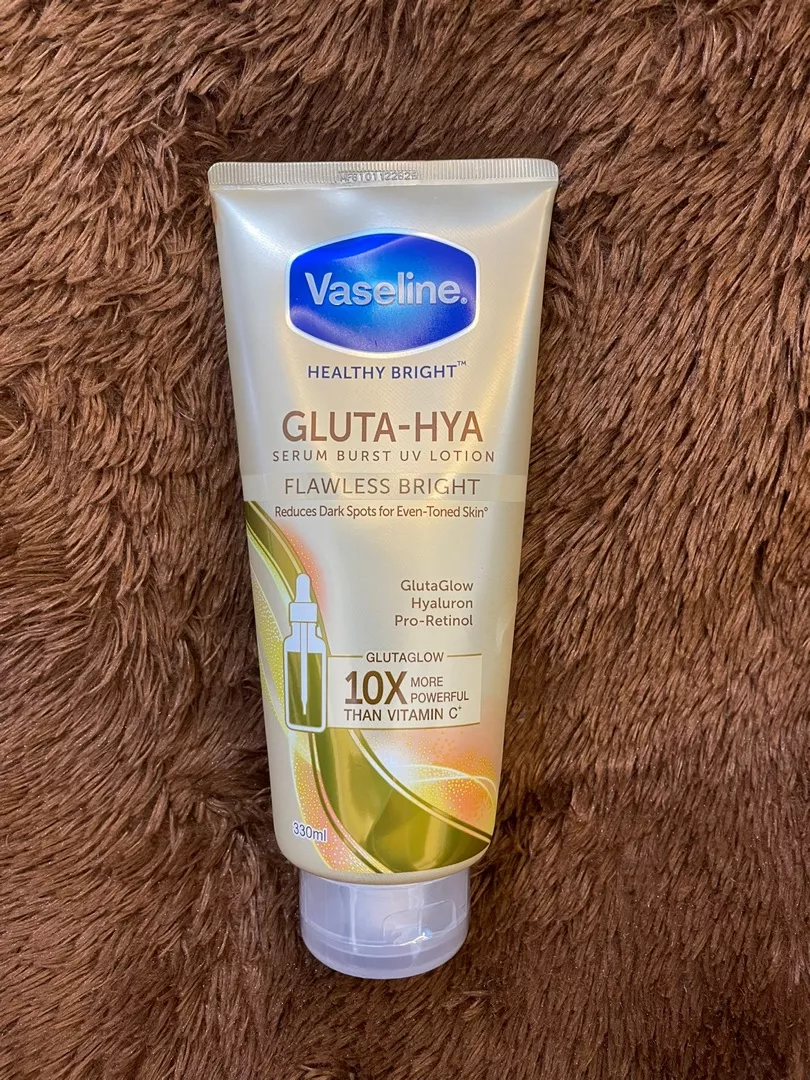 Vaseline®
HEALTHY BRIGHT™
GLUTA-HYA
SERUM BURST UV LOTION
FLAWLESS BRIGHT
Reduces Dark Spots for Even-Toned Skin°
GlutaGlow
Hyaluron
Pro-Retinol
GLUTAGLOW
10X MORE POWERFUL
THAN VITAMIN C*
330ml